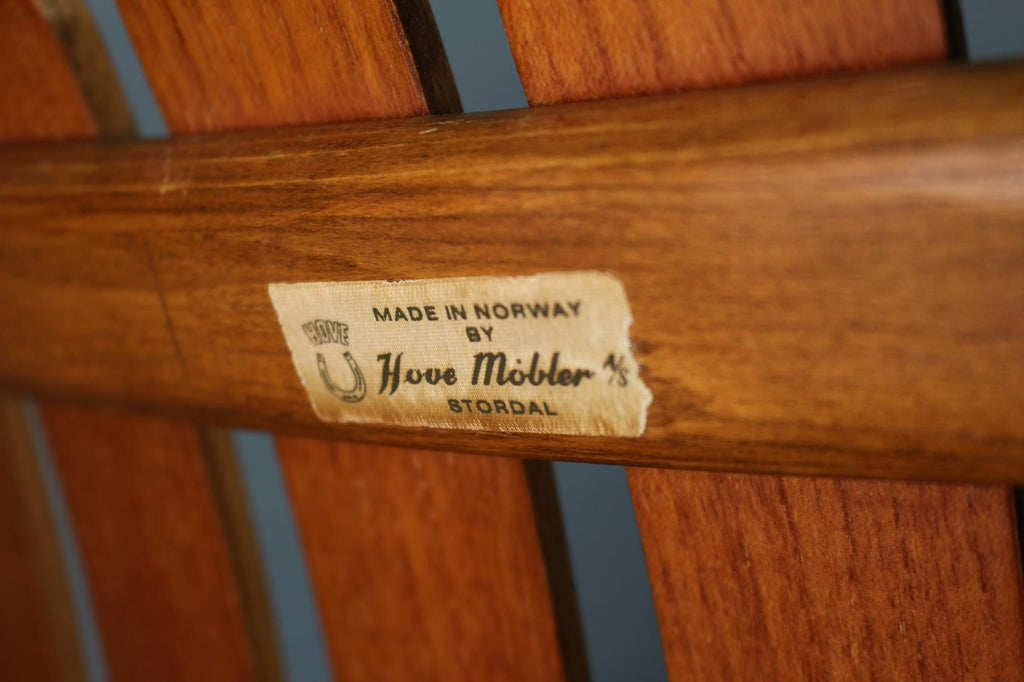 HOVE
MADE IN NORWAY
BY
Hove Möbler A/S
STORDAL